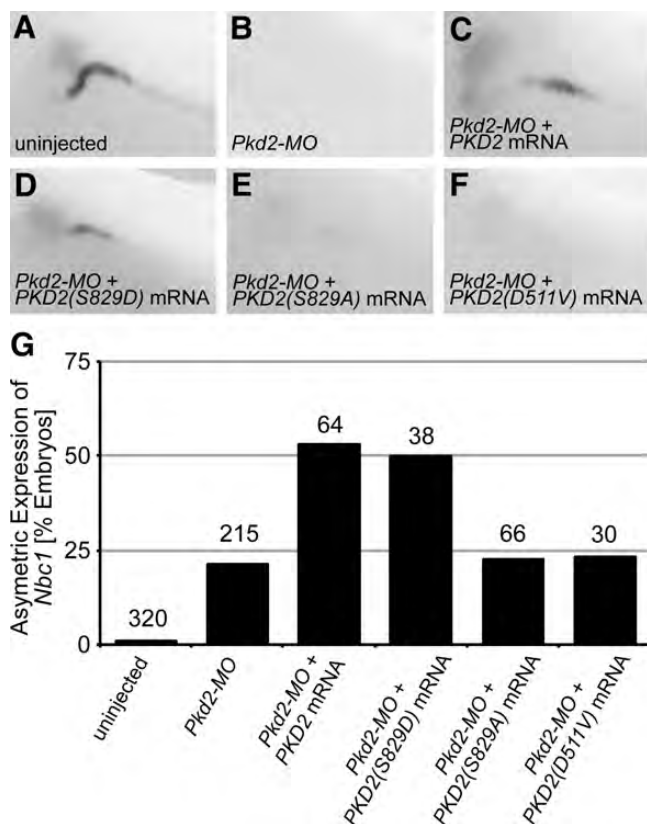 A
uninjected
B
Pkd2-MO
C
Pkd2-MO +
PKD2 mRNA
D
Pkd2-MO +
PKD2(S829D) mRNA
E
Pkd2-MO +
PKD2(S829A) mRNA
F
Pkd2-MO +
PKD2(D511V) mRNA
G
Asymetric Expression of
Nbc1 [% Embryos]
75
50
25
0
320
215
64
38
66
30
uninjected
Pkd2-MO
Pkd2-MO +
PKD2 mRNA
Pkd2-MO +
PKD2(S829D) mRNA
Pkd2-MO +
PKD2(S829A) mRNA
Pkd2-MO +
PKD2(D511V) mRNA